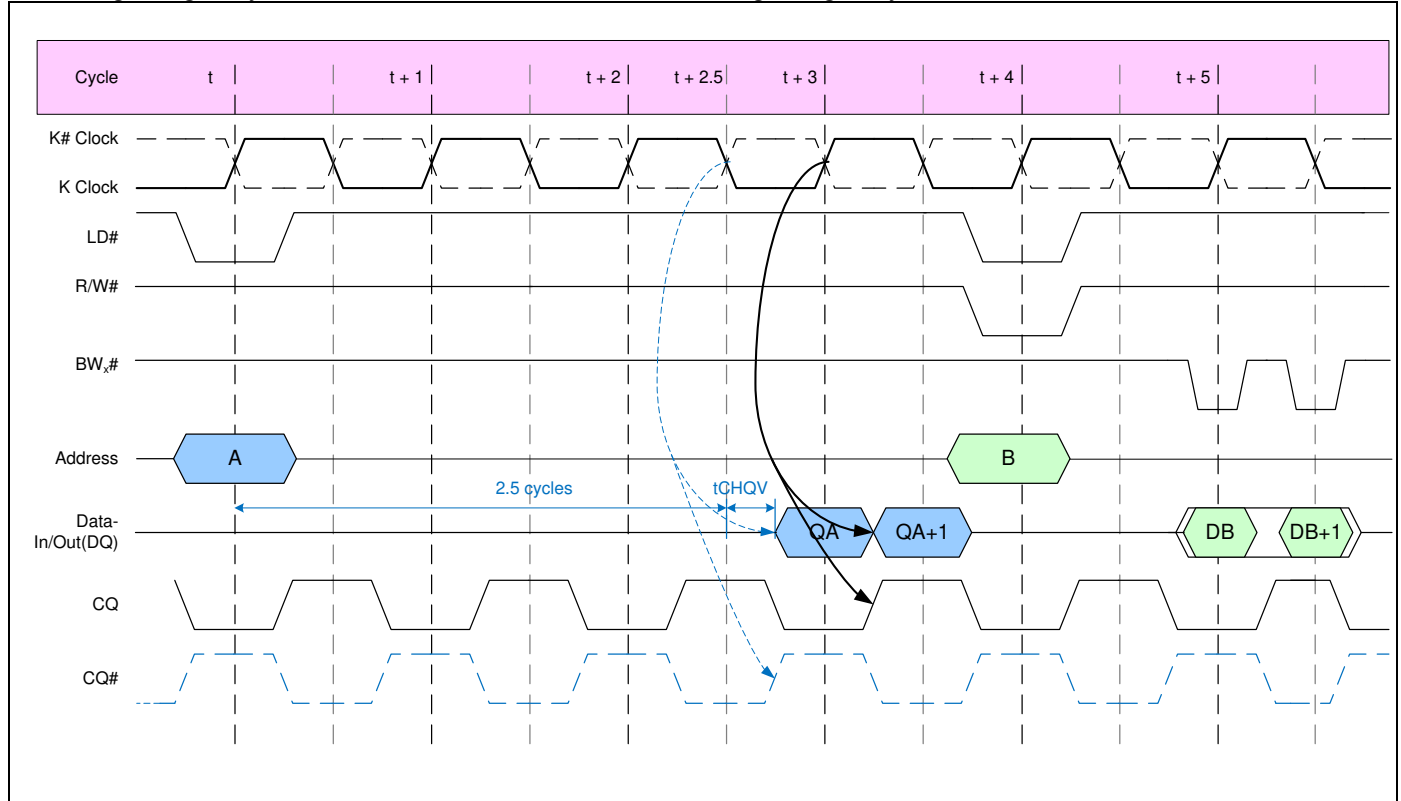 Cycle t t + 1 t + 2 t + 2.5 t + 3 t + 4 t + 5
K# Clock
K Clock
LD#
R/W#
BWx#
Address A B
2.5 cycles tCHQV
Data-
In/Out(DQ) QA QA+1 DB DB+1
CQ
CQ#